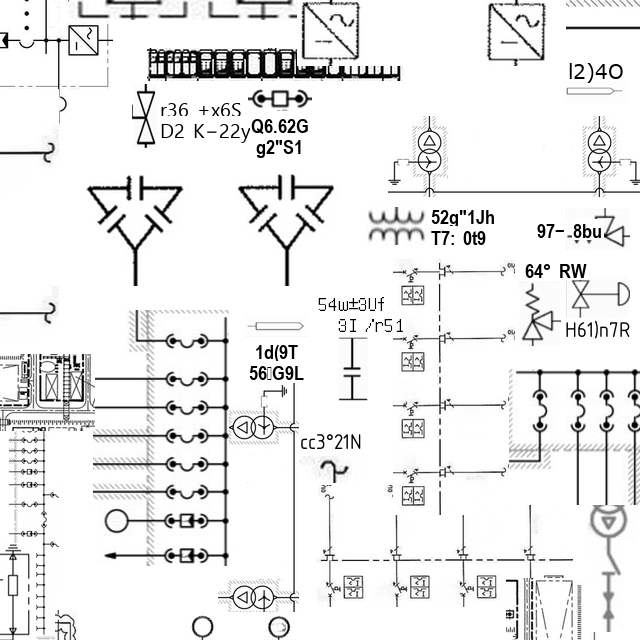 l2)4O
r36 +x6S
D2 K-22y
Q6.62G
g2"S1
52g"1Jh
T7: 0t9
97-.8bu
64° RW
H61)n7R
54w±3Uf
3I /r51
1d(9T
56▯G9L
cc3°21N